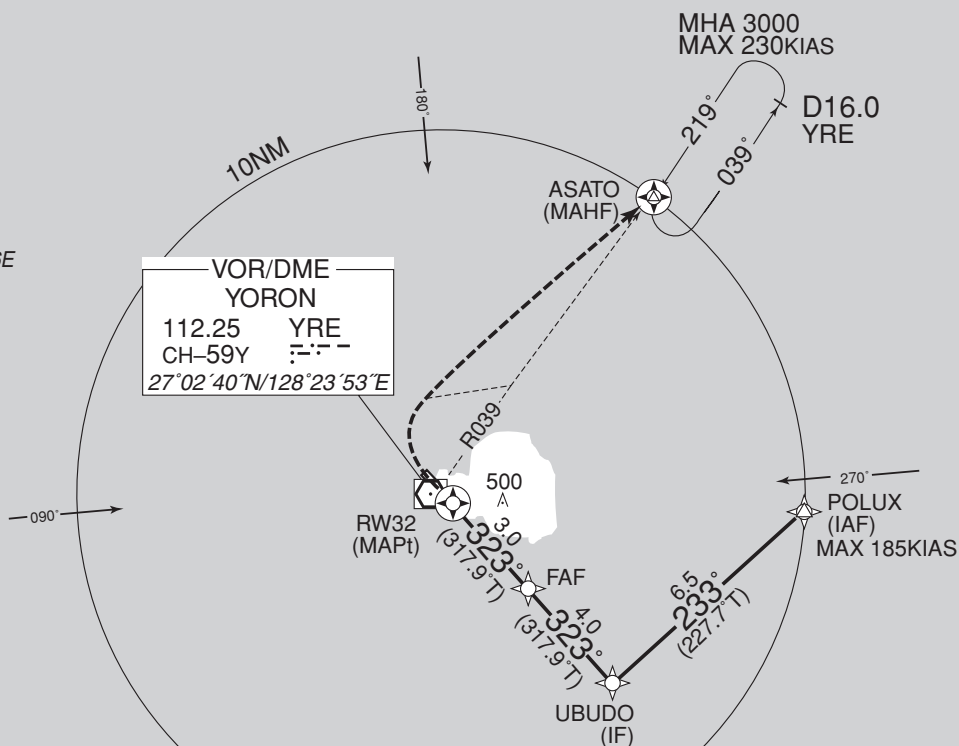 MHA 3000
MAX 230KIAS
219°
039°
D16.0
YRE
180°
10NM
ASATO
(MAHF)
VOR/DME
YORON
112.25 YRE
CH–59Y
27°02´40˝N/128°23´53˝E
R039
500
270°
090°
POLUX
(IAF)
MAX 185KIAS
RW32
(MAPt)
3.0
323°
(317.9°T)
FAF
4.0
323°
(317.9°T)
6.5
233°
(227.7°T)
UBUDO
(IF)